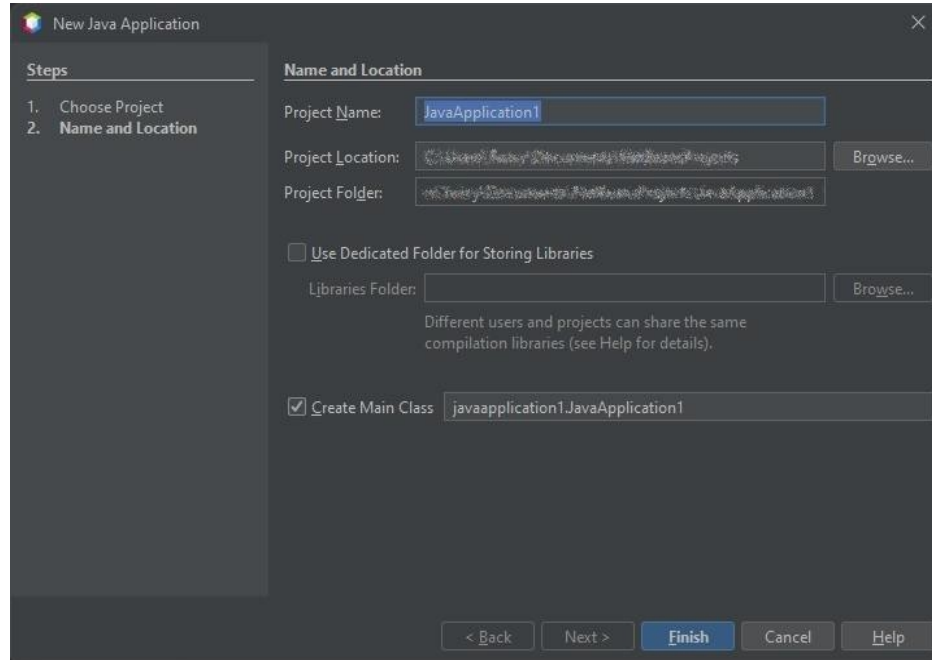 New Java Application
Steps
1. Choose Project
2. Name and Location
Name and Location
Project Name: JavaApplication1
Project Location: Browse...
Project Folder:
Use Dedicated Folder for Storing Libraries
Libraries Folder: Browse...
Different users and projects can share the same
compilation libraries (see Help for details).
Create Main Class javaapplication1.JavaApplication1
< Back Next > Finish Cancel Help